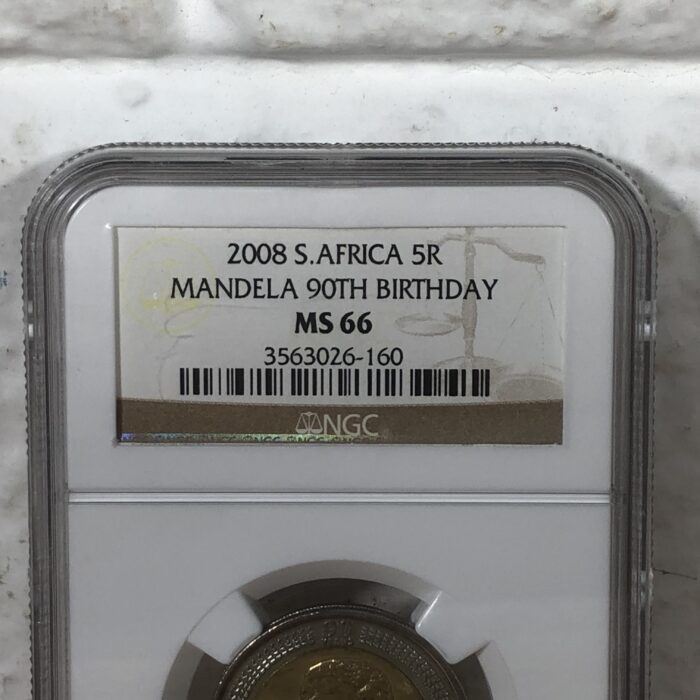 2008 S.AFRICA 5R
MANDELA 90TH BIRTHDAY
MS 66
3563026-160
NGC